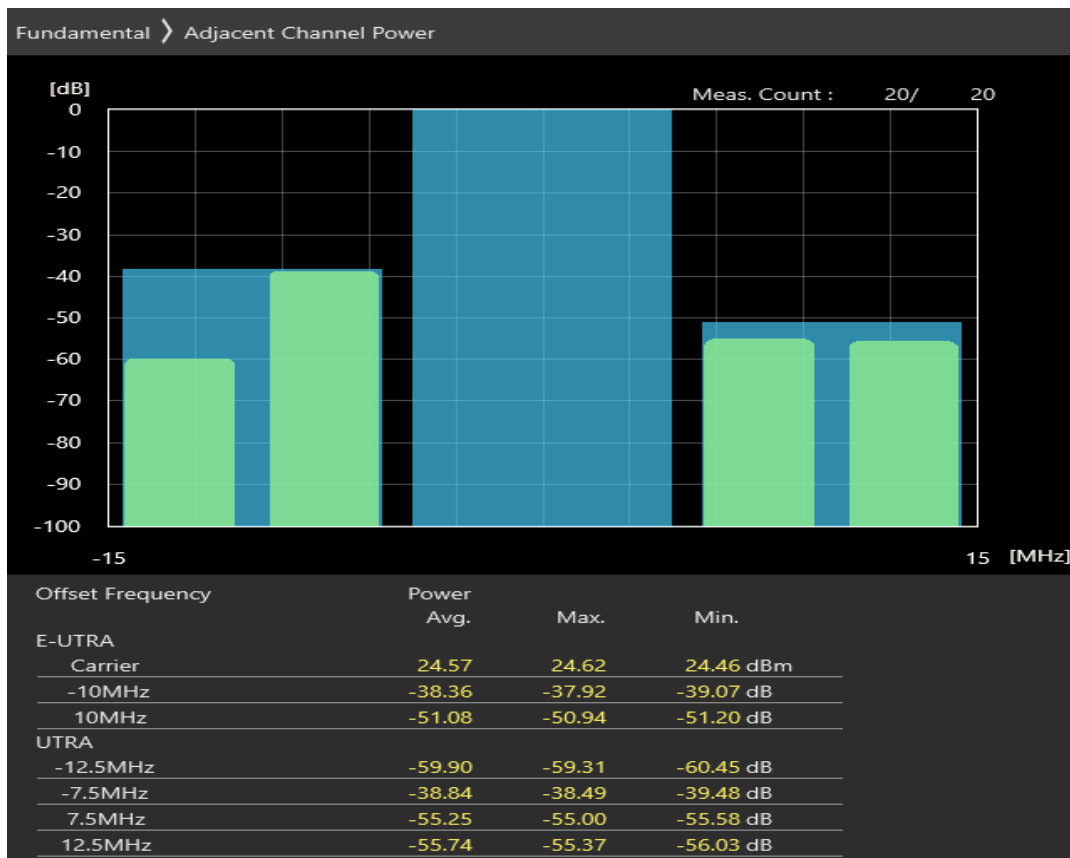 Fundamental 〉 Adjacent Channel Power
[dB]
Meas. Count : 20/ 20
0
-10
-20
-30
-40
-50
-60
-70
-80
-90
-100
-15 15 [MHz]
Offset Frequency Power
Avg. Max. Min.
E-UTRA
Carrier 24.57 24.62 24.46 dBm
-10MHz -38.36 -37.92 -39.07 dB
10MHz -51.08 -50.94 -51.20 dB
UTRA
-12.5MHz -59.90 -59.31 -60.45 dB
-7.5MHz -38.84 -38.49 -39.48 dB
7.5MHz -55.25 -55.00 -55.58 dB
12.5MHz -55.74 -55.37 -56.03 dB